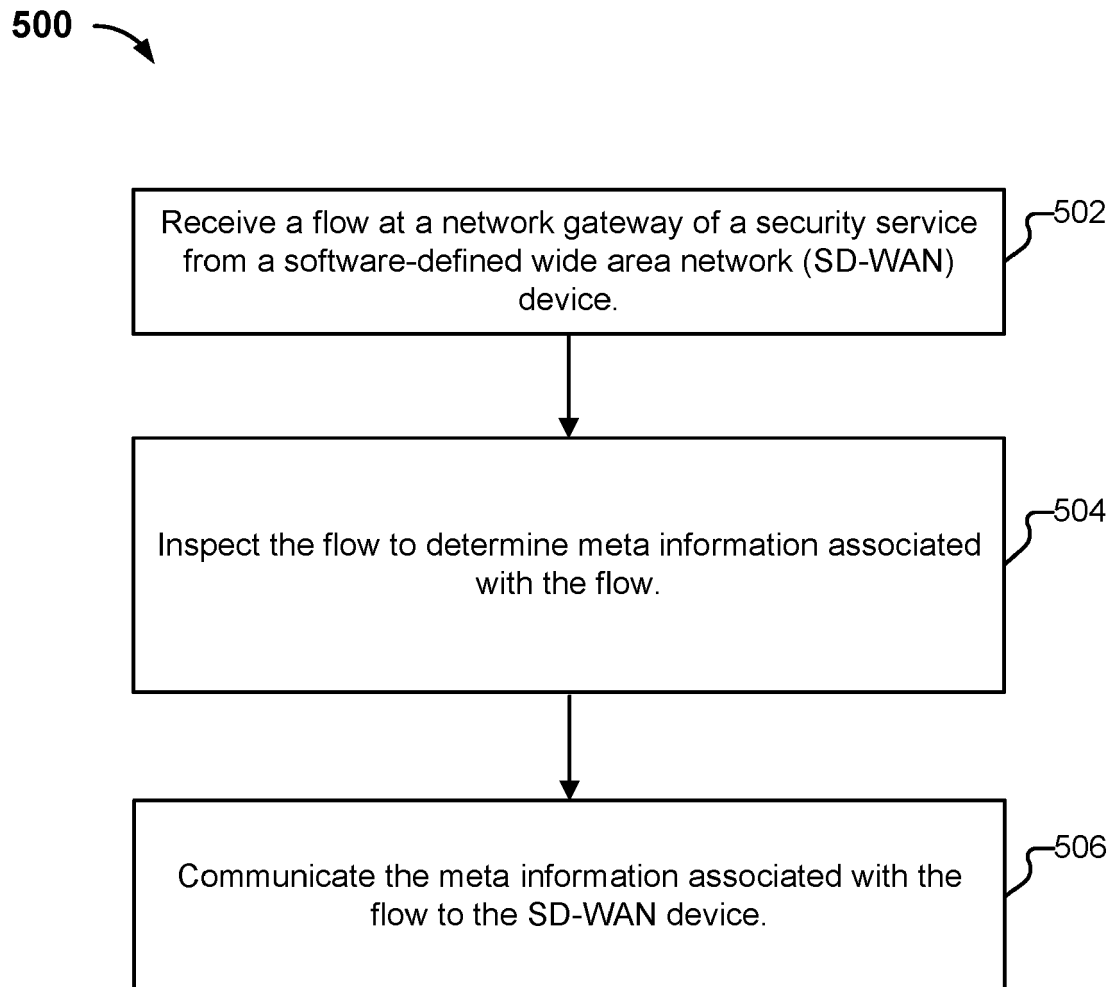 500
Receive a flow at a network gateway of a security service
from a software-defined wide area network (SD-WAN)
device.
502
Inspect the flow to determine meta information associated
with the flow.
504
Communicate the meta information associated with the
flow to the SD-WAN device.
506